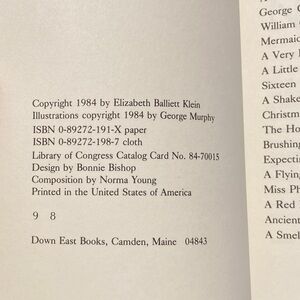 Copyright 1984 by Elizabeth Balliett Klein
Illustrations copyright 1984 by George Murphy
ISBN 0-89272-191-X paper
ISBN 0-89272-198-7 cloth
Library of Congress Catalog Card No. 84-70015
Design by Bonnie Bishop
Composition by Norma Young
Printed in the United States of America
9 8
Down East Books, Camden, Maine 04843
George
William
Mermaid
A Very
A Little
Sixteen
A Shake
Christm
The Ho
Brushing
Expecti
A Flying
Miss Ph
A Red
Ancient
A Smel